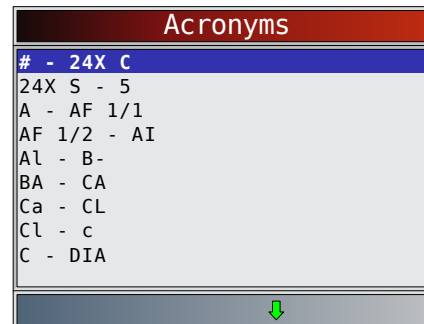 Acronyms
# - 24X C
24X S - 5
A - AF 1/1
AF 1/2 - AI
Al - B-
BA - CA
Ca - CL
Cl - c
C - DIA